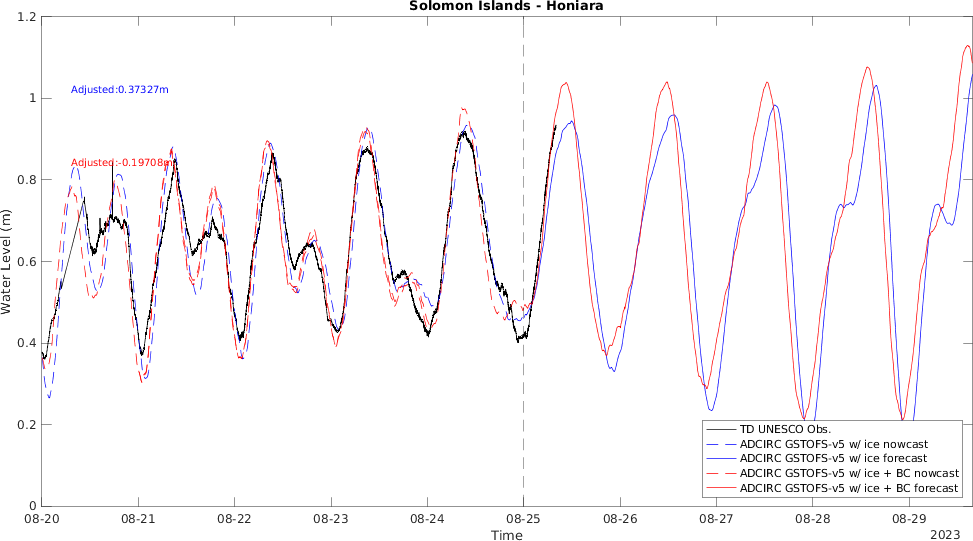 Solomon Islands - Honiara
1.2
1
0.8
0.6
0.4
0.2
0
Water Level (m)
Adjusted:0.37327m
Adjusted:-0.19708m
TD UNESCO Obs.
ADCIRC GSTOFS-v5 w/ ice nowcast
ADCIRC GSTOFS-v5 w/ ice forecast
ADCIRC GSTOFS-v5 w/ ice + BC nowcast
ADCIRC GSTOFS-v5 w/ ice + BC forecast
08-20 08-21 08-22 08-23 08-24 08-25 08-26 08-27 08-28 08-29
Time
2023